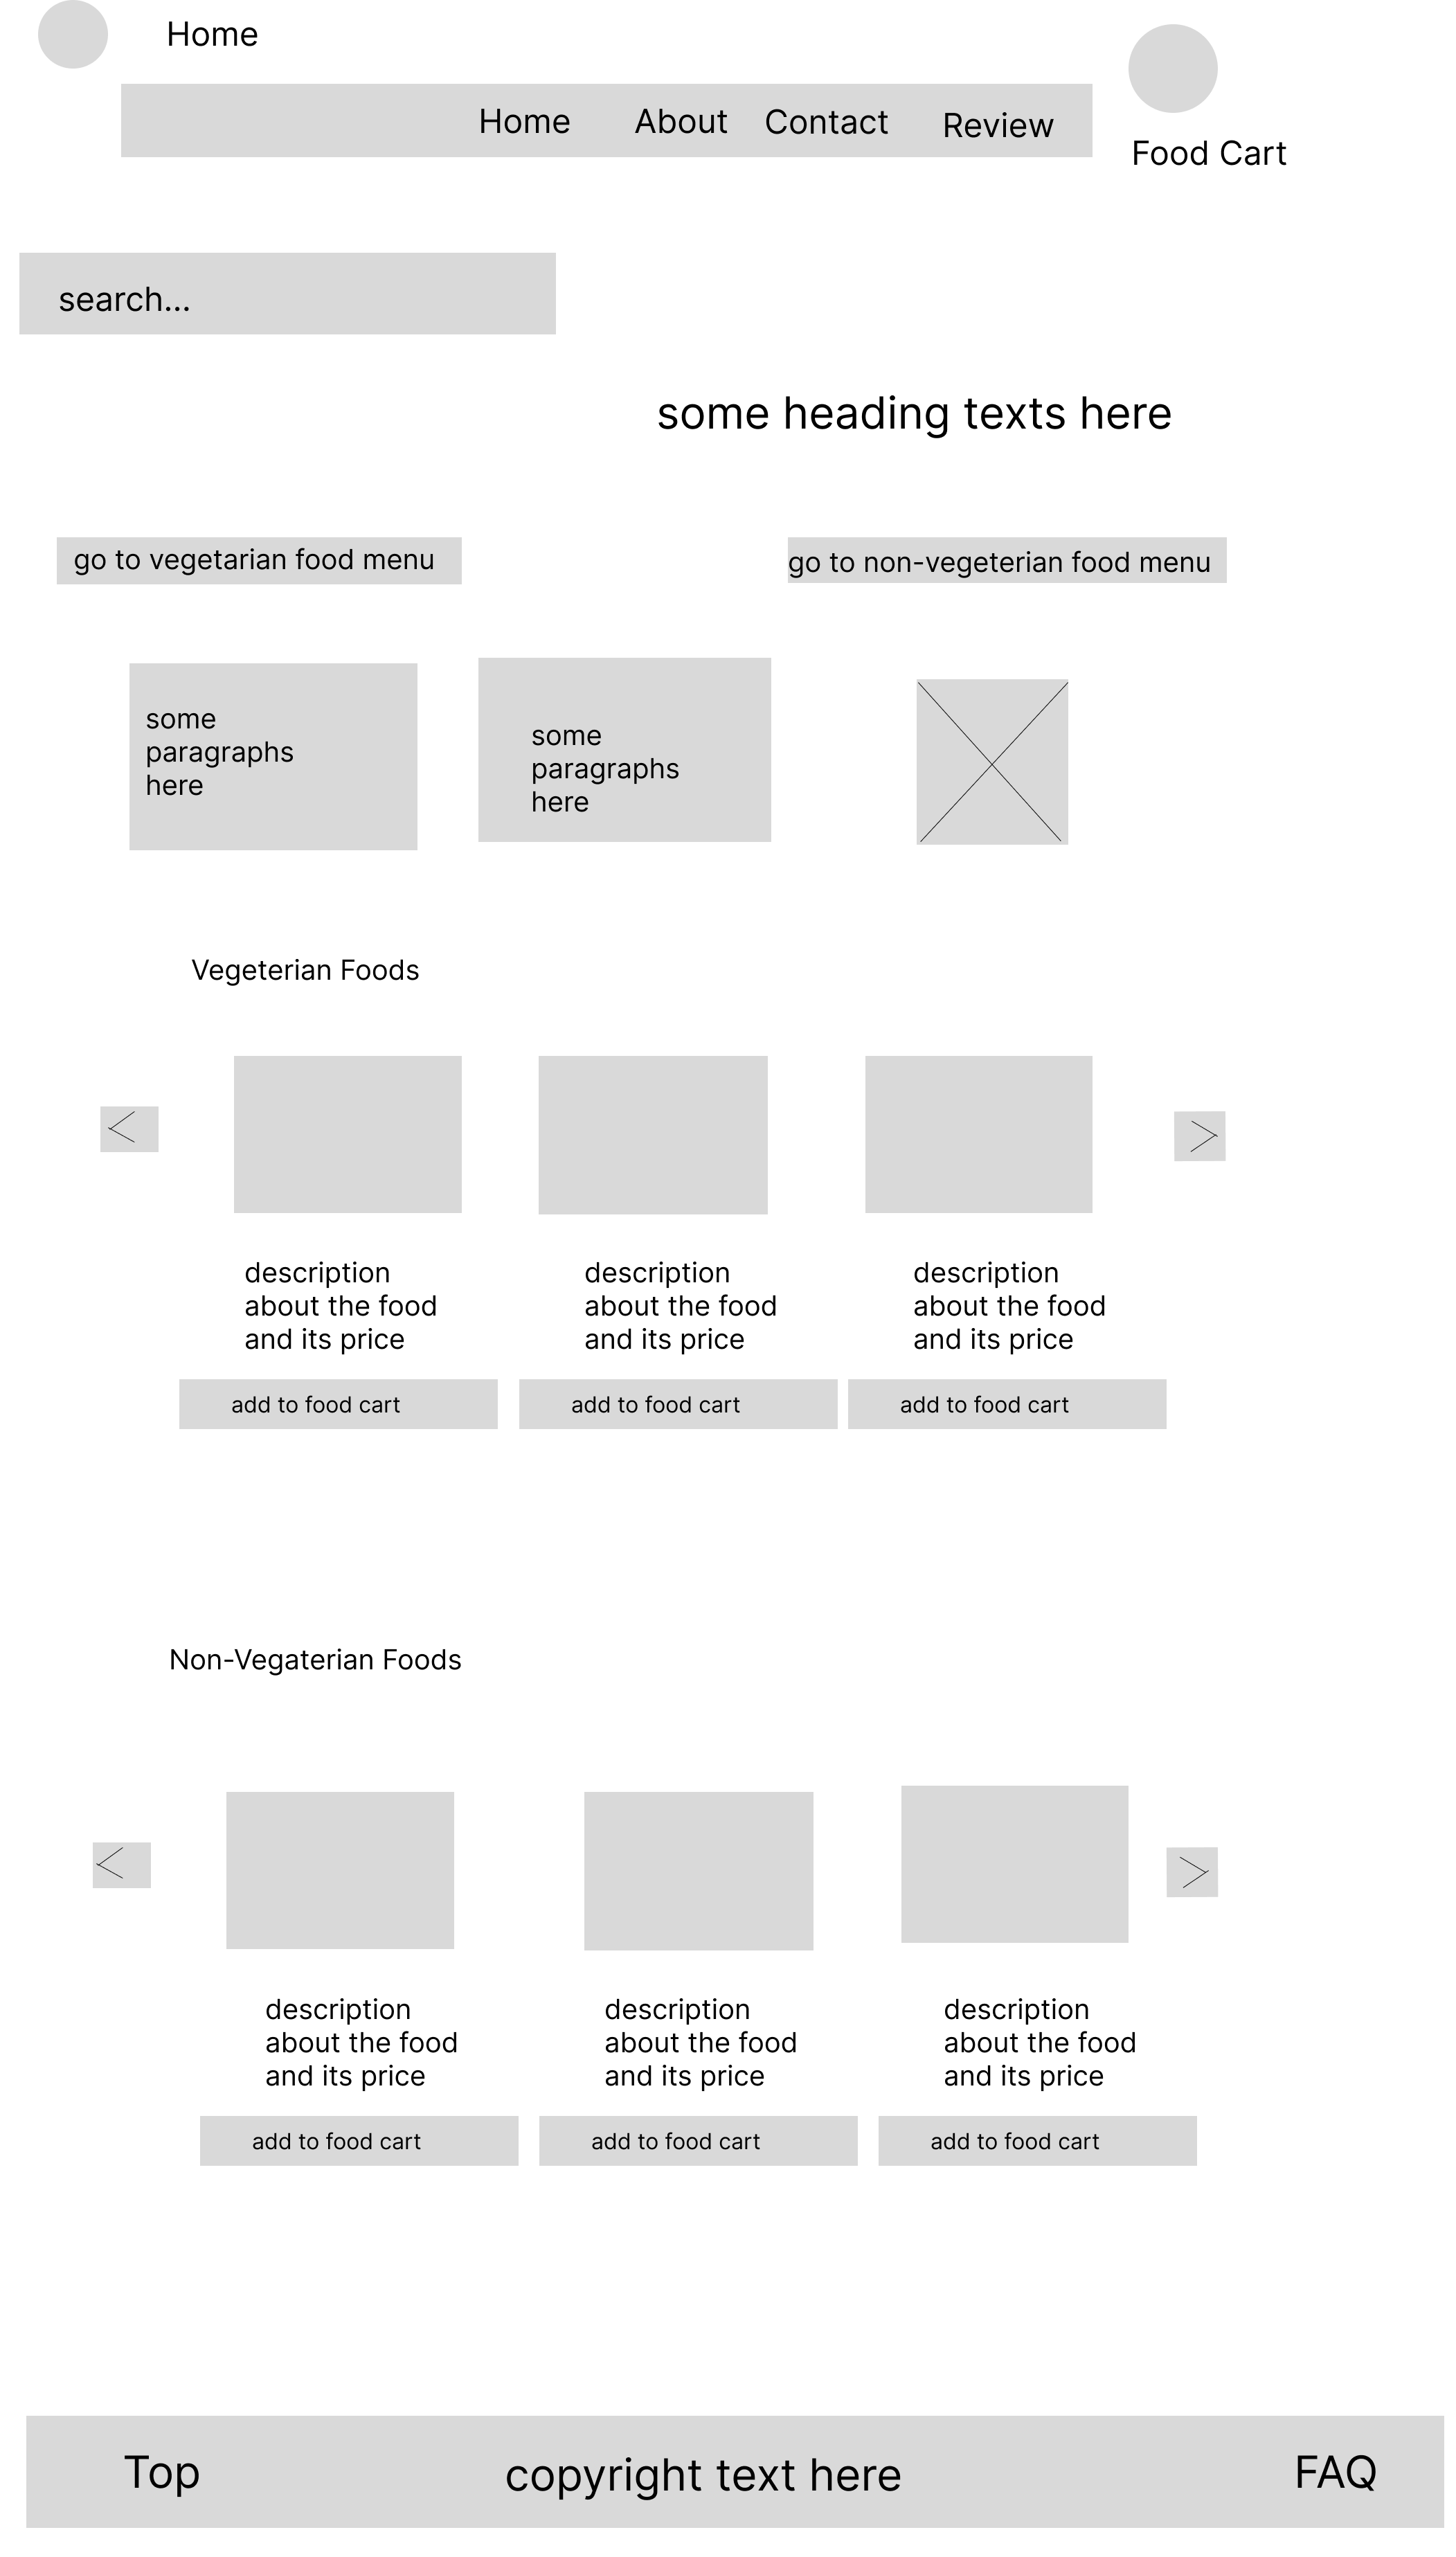 Home
Home About Contact Review
Food Cart
search...
some heading texts here
go to vegetarian food menu
go to non-vegeterian food menu
some
paragraphs
here
some
paragraphs
here
Vegeterian Foods
description
about the food
and its price
description
about the food
and its price
description
about the food
and its price
add to food cart
add to food cart
add to food cart
Non-Vegaterian Foods
description
about the food
and its price
description
about the food
and its price
description
about the food
and its price
add to food cart
add to food cart
add to food cart
Top
copyright text here
FAQ